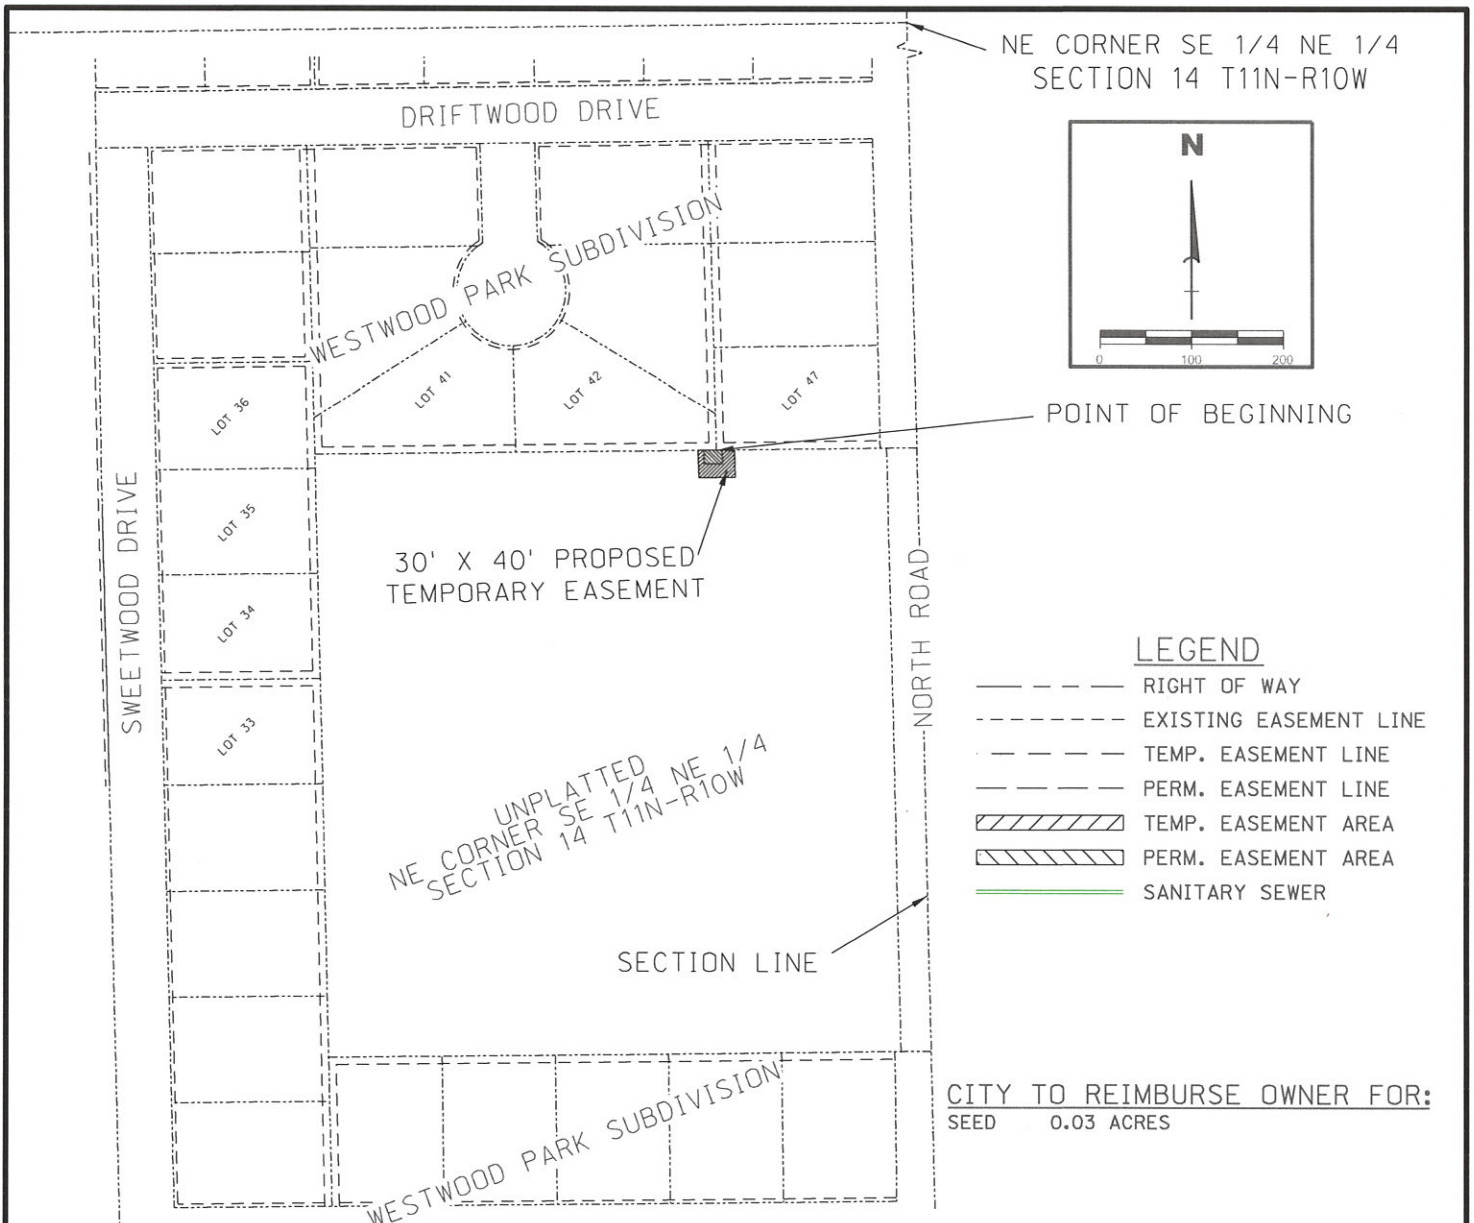 NE CORNER SE 1/4 NE 1/4
SECTION 14 T11N-R10W
DRIFTWOOD DRIVE
N
0 100 200
WESTWOOD PARK SUBDIVISION
LOT 41
LOT 42
LOT 47
LOT 36
POINT OF BEGINNING
LOT 35
SWEETWOOD DRIVE
30' X 40' PROPOSED
TEMPORARY EASEMENT
LOT 34
NORTH ROAD
LOT 33
LEGEND
RIGHT OF WAY
EXISTING EASEMENT LINE
TEMP. EASEMENT LINE
PERM. EASEMENT LINE
TEMP. EASEMENT AREA
PERM. EASEMENT AREA
SANITARY SEWER
UNPLATTED
NE CORNER SE 1/4 NE 1/4
SECTION 14 T11N-R10W
SECTION LINE
CITY TO REIMBURSE OWNER FOR:
SEED 0.03 ACRES
WESTWOOD PARK SUBDIVISION